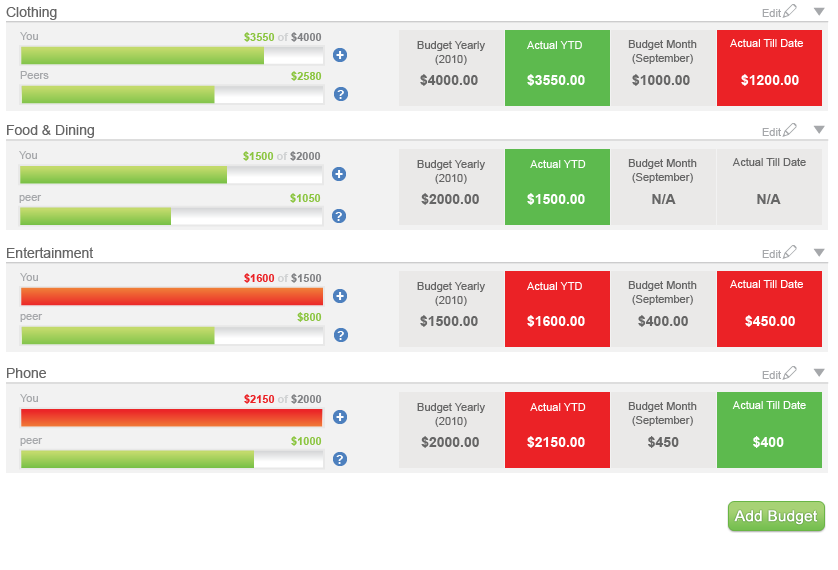 Clothing
Edit
You $3550 of $4000
Peers $2580
?
Budget Yearly
(2010)
$4000.00
Actual YTD
$3550.00
Budget Month
(September)
$1000.00
Actual Till Date
$1200.00
Food & Dining
Edit
You $1500 of $2000
peer $1050
?
Budget Yearly
(2010)
$2000.00
Actual YTD
$1500.00
Budget Month
(September)
N/A
Actual Till Date
N/A
Entertainment
Edit
You $1600 of $1500
peer $800
?
Budget Yearly
(2010)
$1500.00
Actual YTD
$1600.00
Budget Month
(September)
$400.00
Actual Till Date
$450.00
Phone
Edit
You $2150 of $2000
peer $1000
?
Budget Yearly
(2010)
$2000.00
Actual YTD
$2150.00
Budget Month
(September)
$450
Actual Till Date
$400
Add Budget